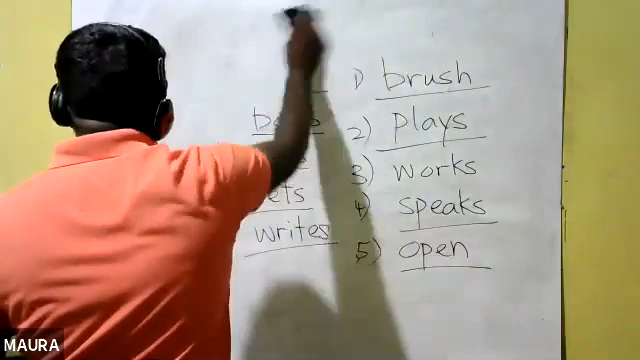 1) brush
2) plays
3) works
4) speaks
writes
5) open
MAURA